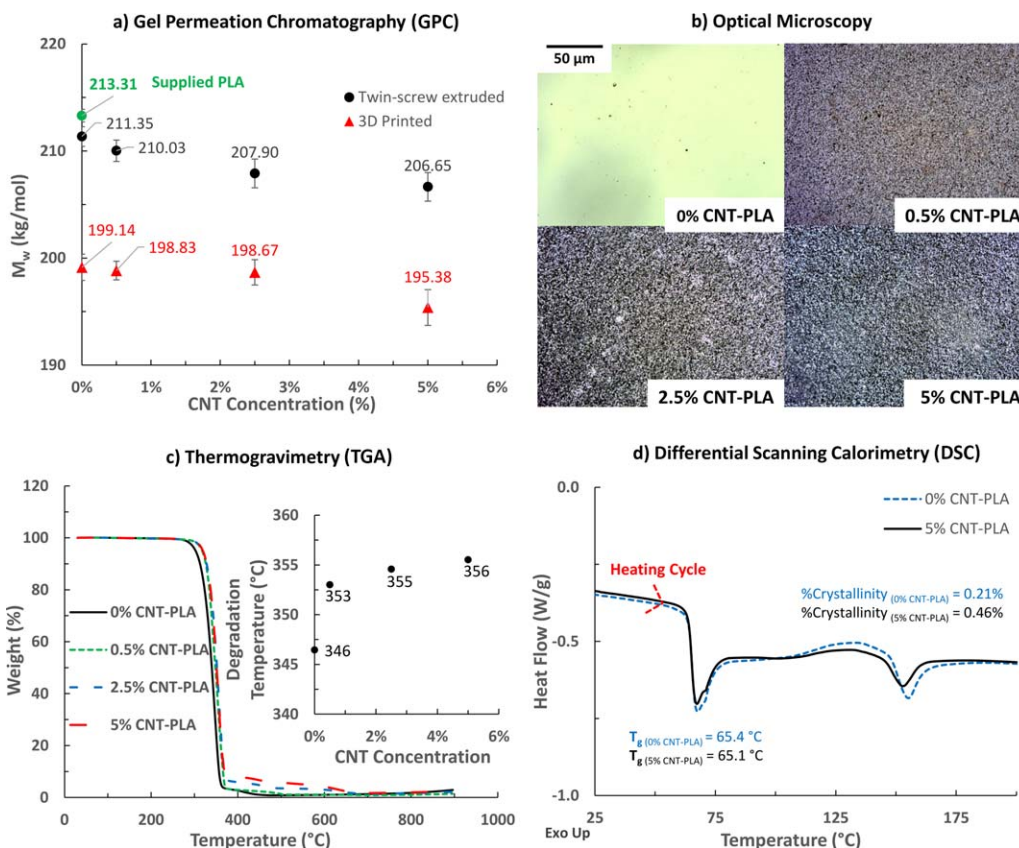 a) Gel Permeation Chromatography (GPC)
220
210
200
190
M_w (kg/mol)
213.31 Supplied PLA
211.35
210.03
207.90
206.65
Twin-screw extruded
3D Printed
199.14
198.83
198.67
195.38
0% 1% 2% 3% 4% 5% 6%
CNT Concentration (%)
b) Optical Microscopy
50 μm
0% CNT-PLA
0.5% CNT-PLA
2.5% CNT-PLA
5% CNT-PLA
c) Thermogravimetry (TGA)
120
100
80
60
40
20
0
Weight (%)
0% CNT-PLA
0.5% CNT-PLA
2.5% CNT-PLA
5% CNT-PLA
0 200 400 600 800 1000
Temperature (°C)
Degradation
Temperature (°C)
360
355
350
345
340
346
353
355
356
0% 2% 4% 6%
CNT Concentration
d) Differential Scanning Calorimetry (DSC)
0.0
-0.5
-1.0
Heat Flow (W/g)
0% CNT-PLA
5% CNT-PLA
Heating Cycle
%Crystallinity (0% CNT-PLA) = 0.21%
%Crystallinity (5% CNT-PLA) = 0.46%
T_g (0% CNT-PLA) = 65.4 °C
T_g (5% CNT-PLA) = 65.1 °C
25 75 125 175
Exo Up
Temperature (°C)